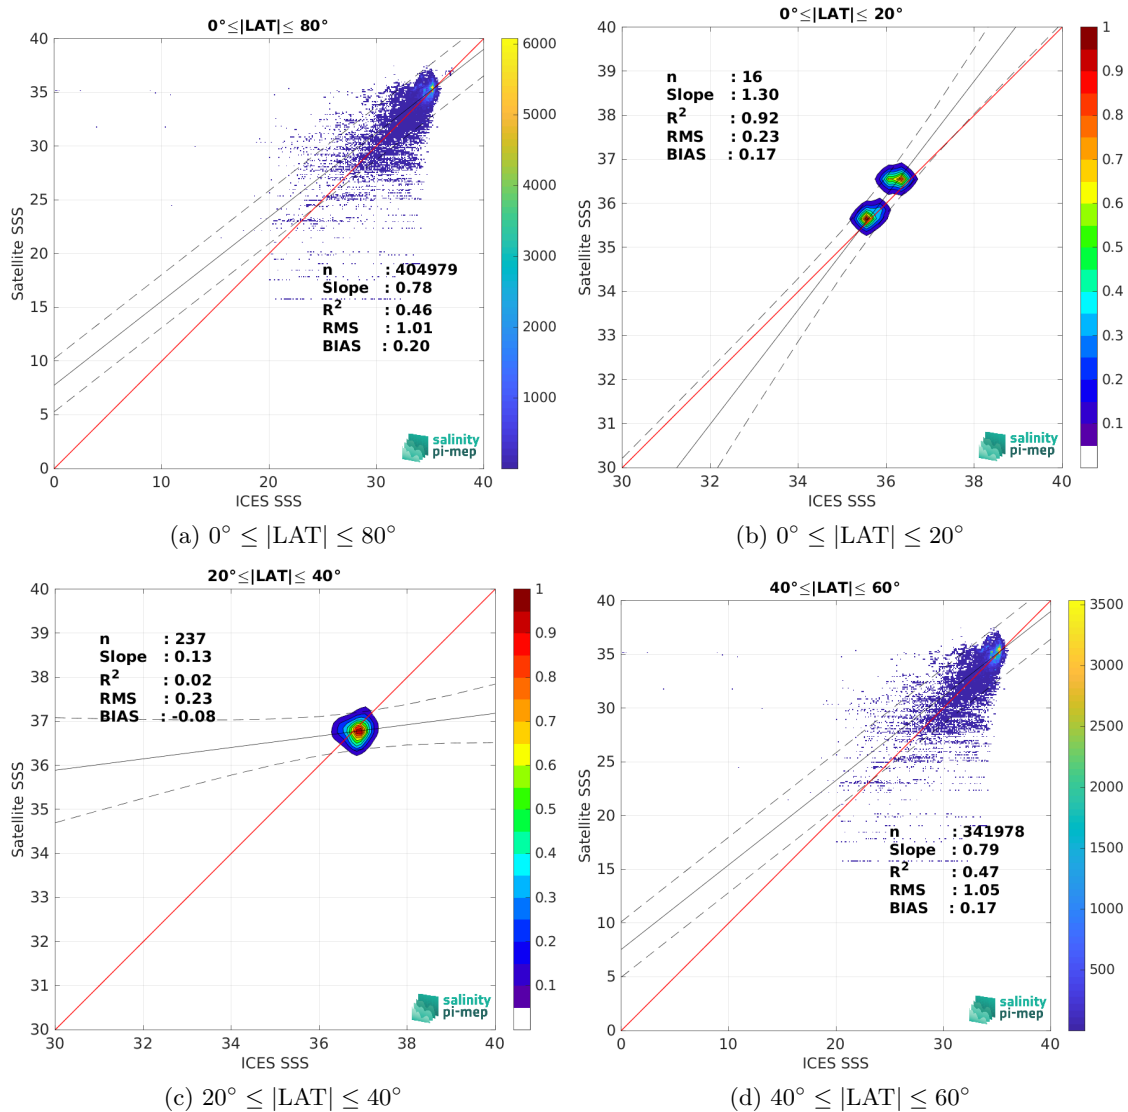 0°≤|LAT|≤ 80°
40
35
30
25
20
15
10
5
0
Satellite SSS
n : 404979
Slope : 0.78
R² : 0.46
RMS : 1.01
BIAS : 0.20
salinity
pi-mep
0 10 20 30 40
ICES SSS
6000
5000
4000
3000
2000
1000
(a) 0° ≤ |LAT| ≤ 80°
0°≤|LAT|≤ 20°
40
39
38
37
36
35
34
33
32
31
30
Satellite SSS
n : 16
Slope : 1.30
R² : 0.92
RMS : 0.23
BIAS : 0.17
salinity
pi-mep
30 32 34 36 38 40
ICES SSS
1
0.9
0.8
0.7
0.6
0.5
0.4
0.3
0.2
0.1
(b) 0° ≤ |LAT| ≤ 20°
20°≤|LAT|≤ 40°
40
39
38
37
36
35
34
33
32
31
30
Satellite SSS
n : 237
Slope : 0.13
R² : 0.02
RMS : 0.23
BIAS : -0.08
salinity
pi-mep
30 32 34 36 38 40
ICES SSS
1
0.9
0.8
0.7
0.6
0.5
0.4
0.3
0.2
0.1
(c) 20° ≤ |LAT| ≤ 40°
40°≤|LAT|≤ 60°
40
35
30
25
20
15
10
5
0
Satellite SSS
n : 341978
Slope : 0.79
R² : 0.47
RMS : 1.05
BIAS : 0.17
salinity
pi-mep
0 10 20 30 40
ICES SSS
3500
3000
2500
2000
1500
1000
500
(d) 40° ≤ |LAT| ≤ 60°